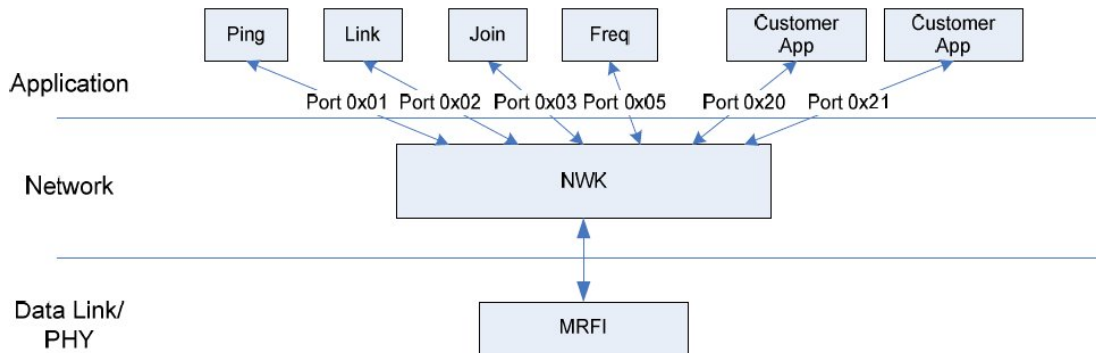 Ping
Link
Join
Freq
Customer
App
Customer
App
Application
Port 0x01
Port 0x02
Port 0x03
Port 0x05
Port 0x20
Port 0x21
Network
NWK
Data Link/
PHY
MRFI